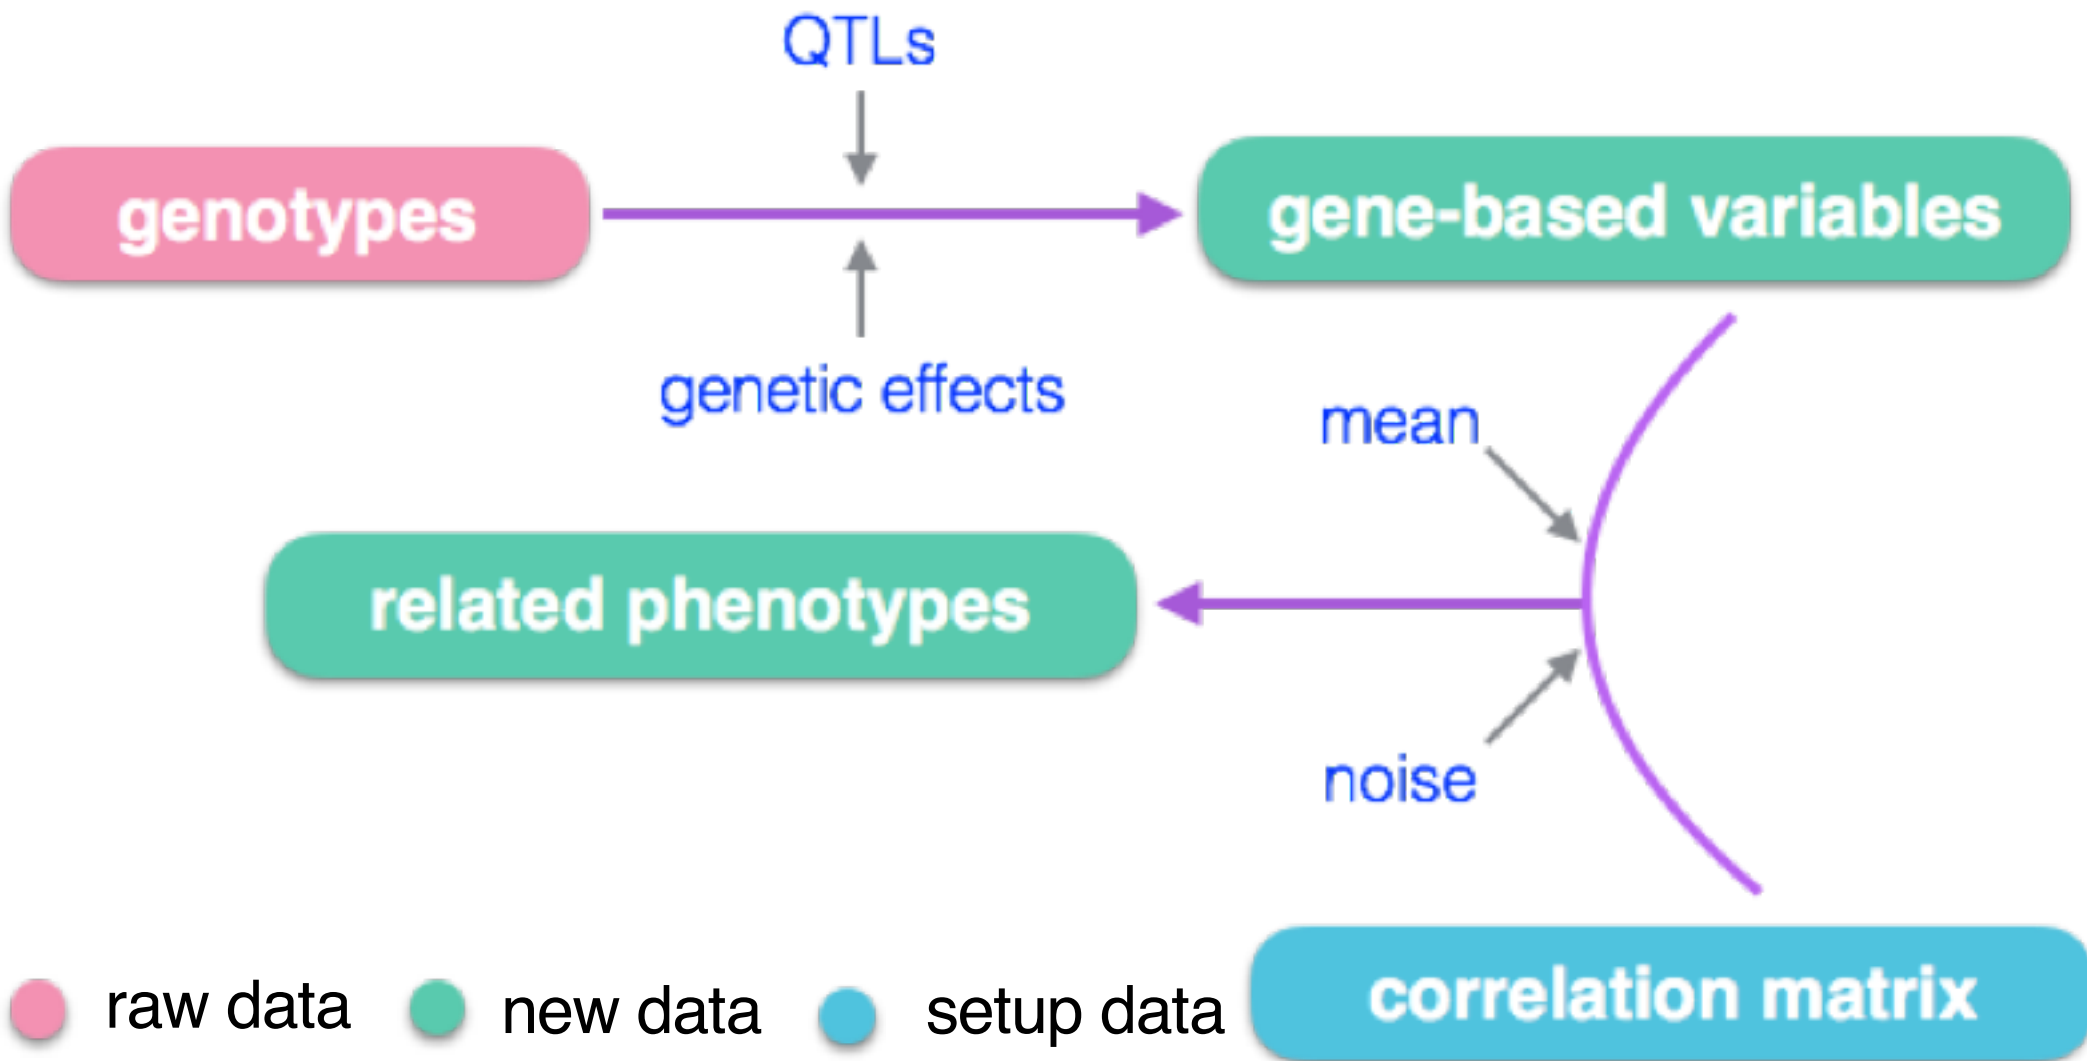 QTLs
genotypes
gene-based variables
genetic effects
mean
related phenotypes
noise
correlation matrix
raw data
new data
setup data